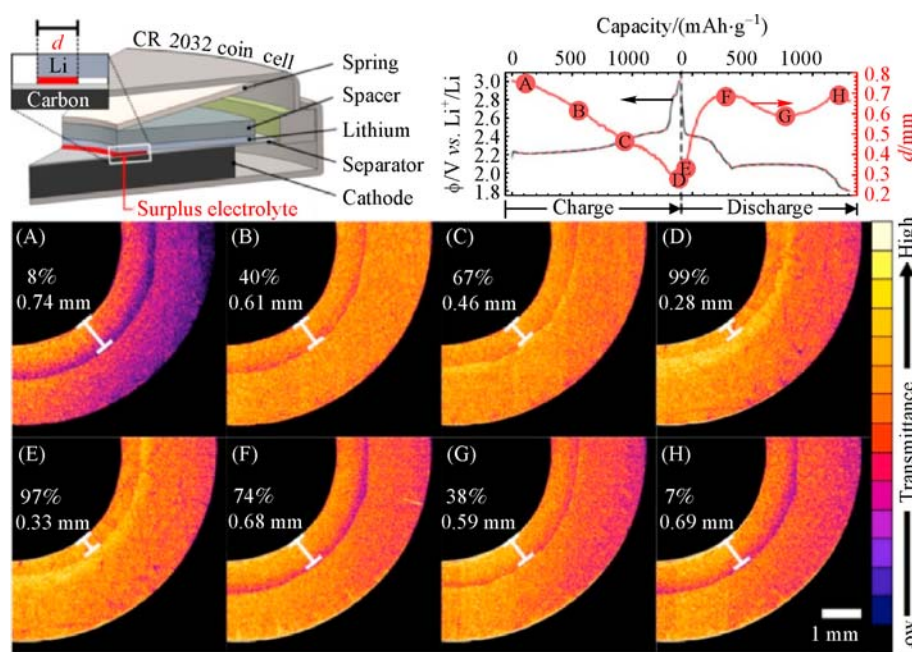 CR 2032 coin cell
d
Li
Carbon
Spring
Spacer
Lithium
Separator
Cathode
Surplus electrolyte
Capacity/(mAh·g⁻¹)
0 500 1000 0 500 1000
ϕ/V vs. Li⁺/Li
3.0
2.6
2.4
2.2
2.0
1.8
0.8
0.7
0.6
0.5
0.4
0.3
0.2
d/mm
A
B
C
D
E
F
G
H
Charge
Discharge
(A)
8%
0.74 mm
(B)
40%
0.61 mm
(C)
67%
0.46 mm
(D)
99%
0.28 mm
(E)
97%
0.33 mm
(F)
74%
0.68 mm
(G)
38%
0.59 mm
(H)
7%
0.69 mm
1 mm
High
Transmittance